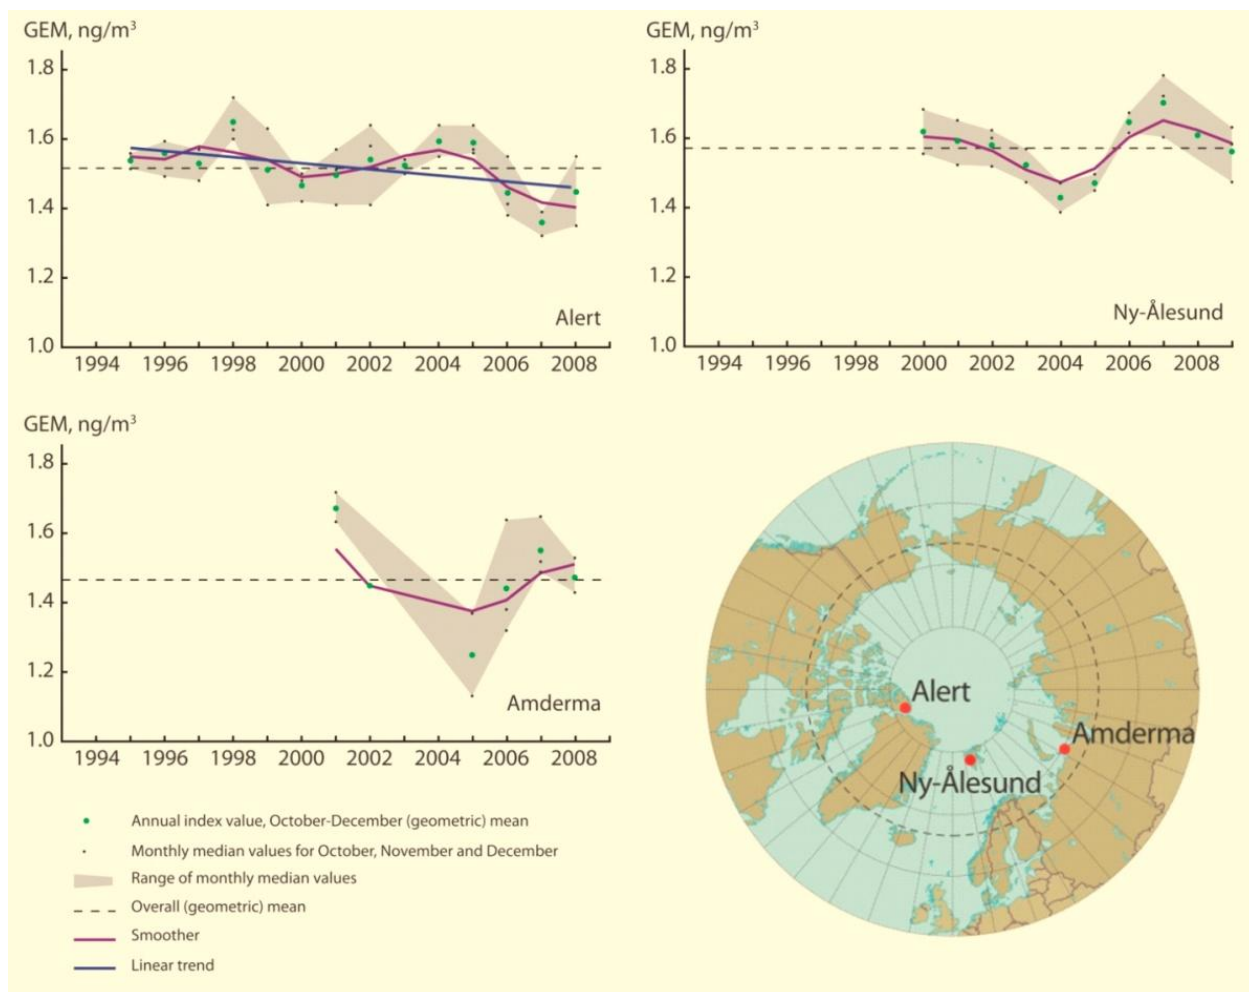 GEM, ng/m³
1.8
1.6
1.4
1.2
1.0
1994 1996 1998 2000 2002 2004 2006 2008
Alert
GEM, ng/m³
1.8
1.6
1.4
1.2
1.0
1994 1996 1998 2000 2002 2004 2006 2008
Ny-Ålesund
GEM, ng/m³
1.8
1.6
1.4
1.2
1.0
1994 1996 1998 2000 2002 2004 2006 2008
Amderma
Alert
Amderma
Ny-Ålesund
Annual index value, October-December (geometric) mean
Monthly median values for October, November and December
Range of monthly median values
Overall (geometric) mean
Smoother
Linear trend